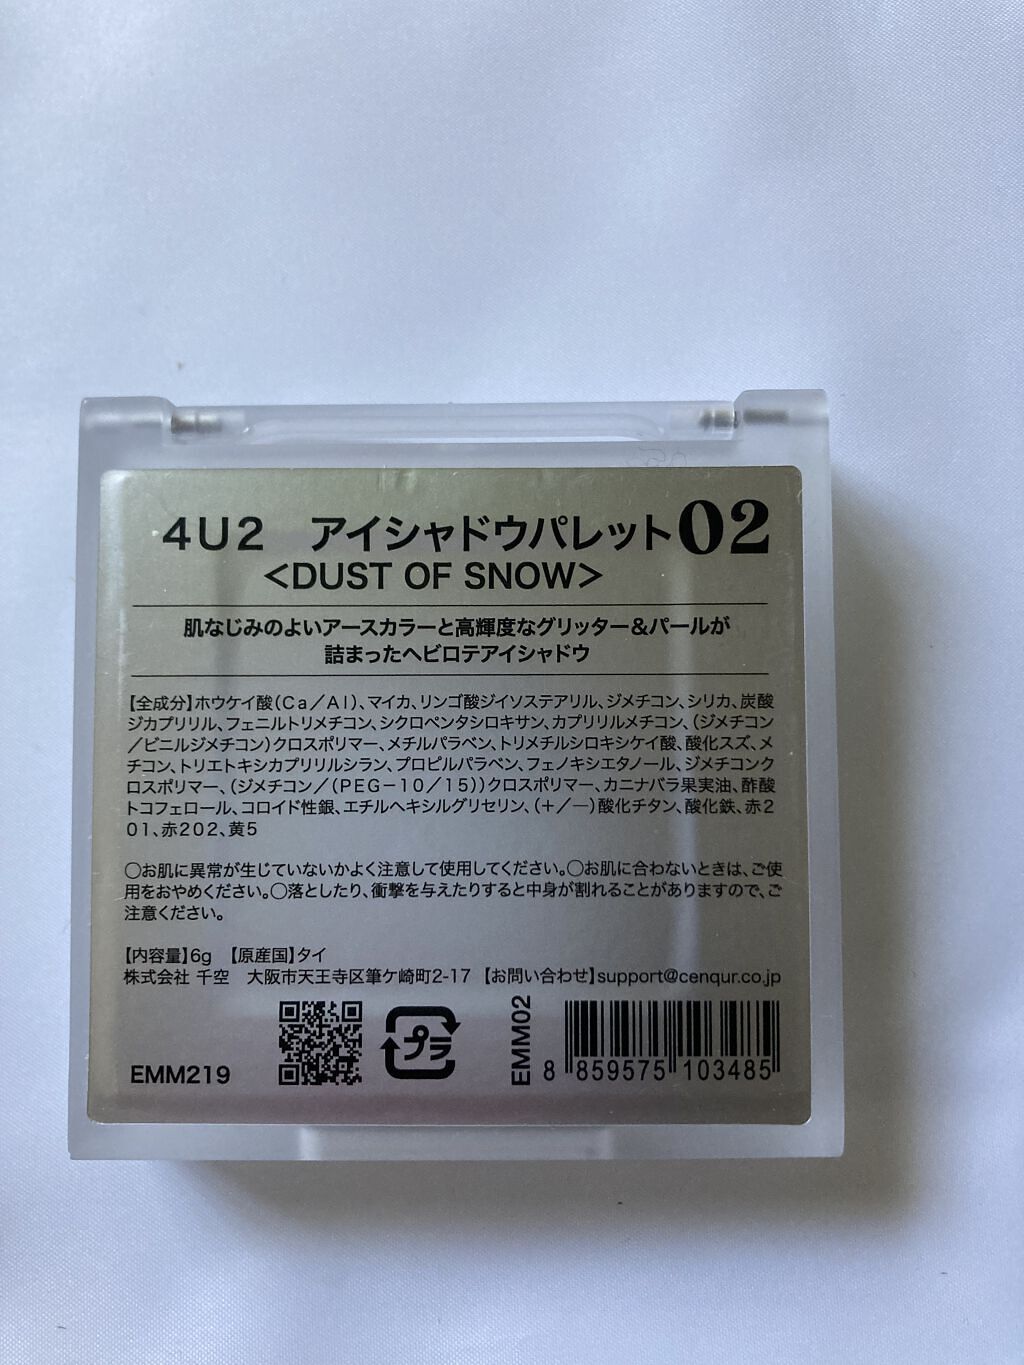 4U2　アイシャドウパレット02
<DUST OF SNOW>
肌なじみのよいアースカラーと高輝度なグリッター&パールが
詰まったヘビロテアイシャドウ
【全成分】ホウケイ酸(Ca/Al)、マイカ、リンゴ酸ジイソステアリル、ジメチコン、シリカ、炭酸
ジカプリリル、フェニルトリメチコン、シクロペンタシロキサン、カプリリルメチコン、(ジメチコン
/ビニルジメチコン)クロスポリマー、メチルパラベン、トリメチルシロキシケイ酸、酸化スズ、メ
チコン、トリエトキシカプリリルシラン、プロピルパラベン、フェノキシエタノール、ジメチコンク
ロスポリマー、(ジメチコン/(PEG-10/15))クロスポリマー、カニナバラ果実油、酢酸
トコフェロール、コロイド性銀、エチルヘキシルグリセリン、(+/-)酸化チタン、酸化鉄、赤2
01、赤202、黄5
○お肌に異常が生じていないかよく注意して使用してください。○お肌に合わないときは、ご使
用をおやめください。○落としたり、衝撃を与えたりすると中身が割れることがありますので、ご
注意ください。
【内容量】6g　【原産国】タイ
株式会社 千空　大阪市天王寺区筆ケ崎町2-17 【お問い合わせ】support@cenqur.co.jp
EMM219
プラ
EMM02
8 859575 103485